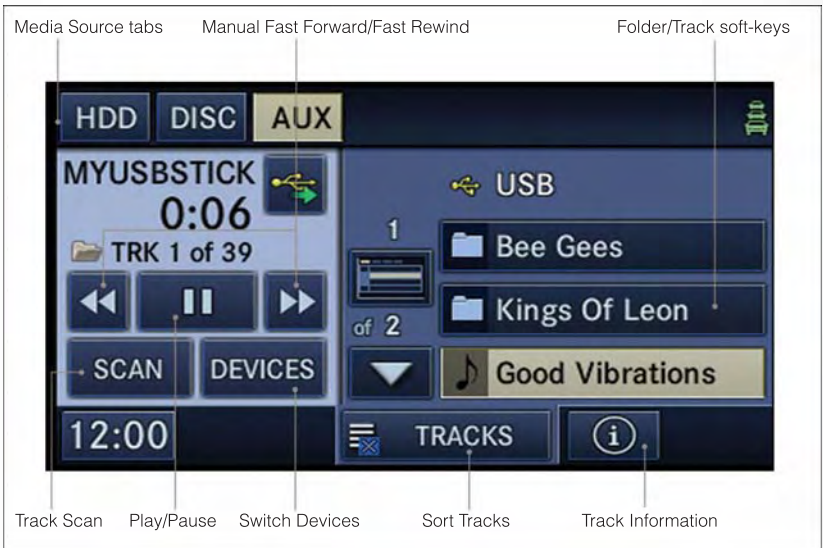 Media Source tabs
Manual Fast Forward/Fast Rewind
Folder/Track soft-keys
HDD
DISC
AUX
MYUSBSTICK
0:06
TRK 1 of 39
SCAN
DEVICES
12:00
USB
1
of 2
Bee Gees
Kings Of Leon
Good Vibrations
TRACKS
i
Track Scan
Play/Pause
Switch Devices
Sort Tracks
Track Information